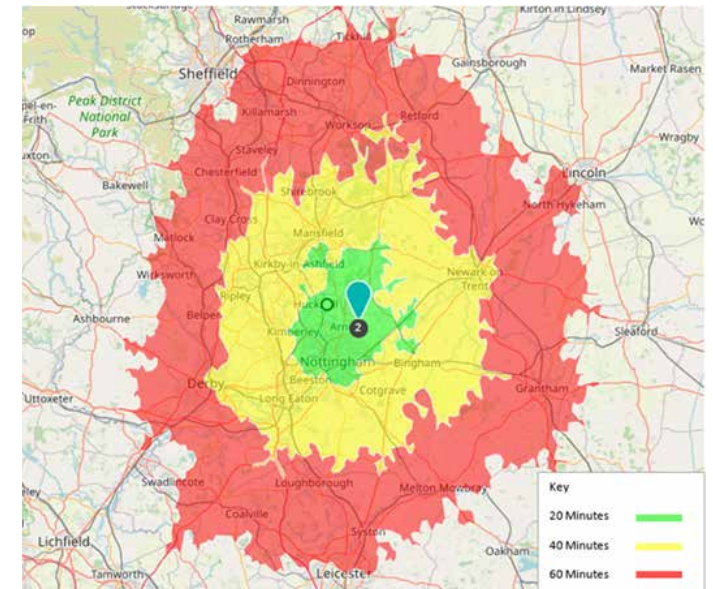 Rawmarsh
Kirton in Lindsey
Rotherham
Tickhill
Gainsborough
Sheffield
Market Rasen
Dinnington
Peak District
National
Park
Killamarsh
Retford
Worksop
Wragby
Staveley
Chesterfield
Lincoln
Bakewell
Shirebrook
North Hykeham
Clay Cross
Matlock
Mansfield
Kirkby-in-Ashfield
Wirksworth
Newark on
Trent
Ripley
Ashbourne
Belper
2
Kimberley
Sleaford
Nottingham
Bingham
Beeston
Derby
Cotgrave
Grantham
Uttoxeter
Long Eaton
Swadlincote
Loughborough
Melton Mowbray
Key
Coalville
20 Minutes
Syston
Lichfield
40 Minutes
Oakham
Tamworth
Leicester
60 Minutes